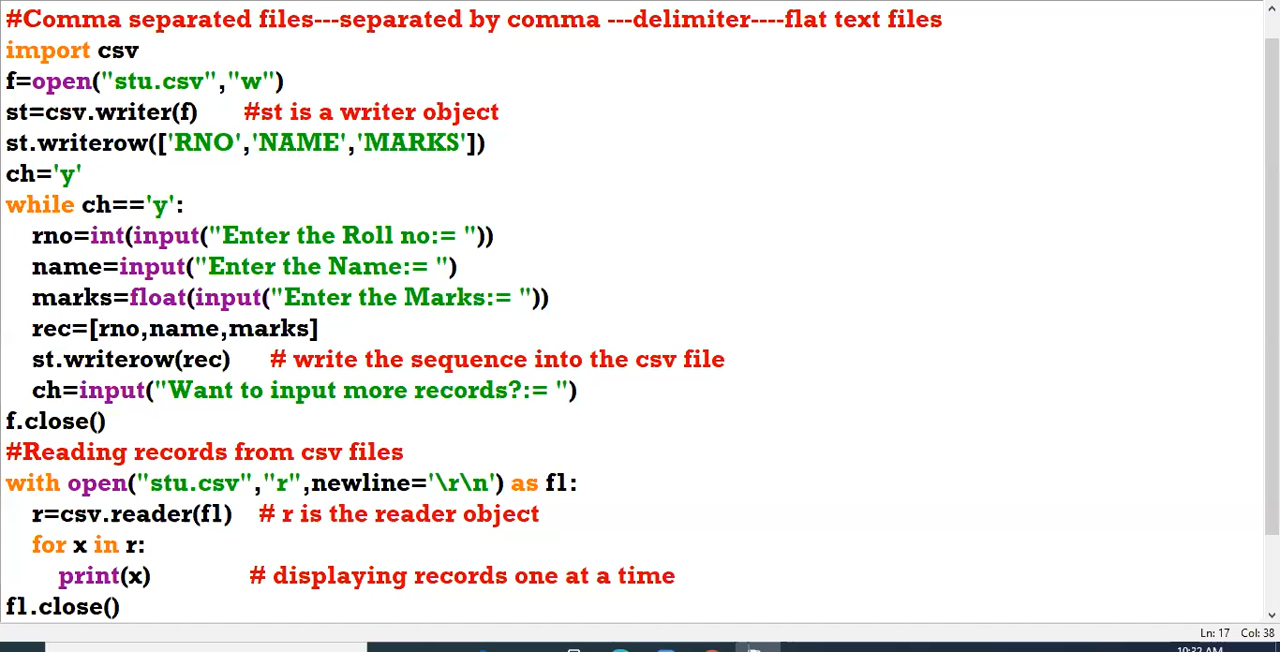 #Comma separated files---separated by comma ---delimiter----flat text files
import csv
f=open("stu.csv","w")
st=csv.writer(f)      #st is a writer object
st.writerow(['RNO','NAME','MARKS'])
ch='y'
while ch=='y':
    rno=int(input("Enter the Roll no:= "))
    name=input("Enter the Name:= ")
    marks=float(input("Enter the Marks:= "))
    rec=[rno,name,marks]
    st.writerow(rec)     # write the sequence into the csv file
    ch=input("Want to input more records?:= ")
f.close()
#Reading records from csv files
with open("stu.csv","r",newline='\r\n') as f1:
    r=csv.reader(f1)    # r is the reader object
    for x in r:
        print(x)               # displaying records one at a time
f1.close()
Ln: 17   Col: 38
10:32 AM